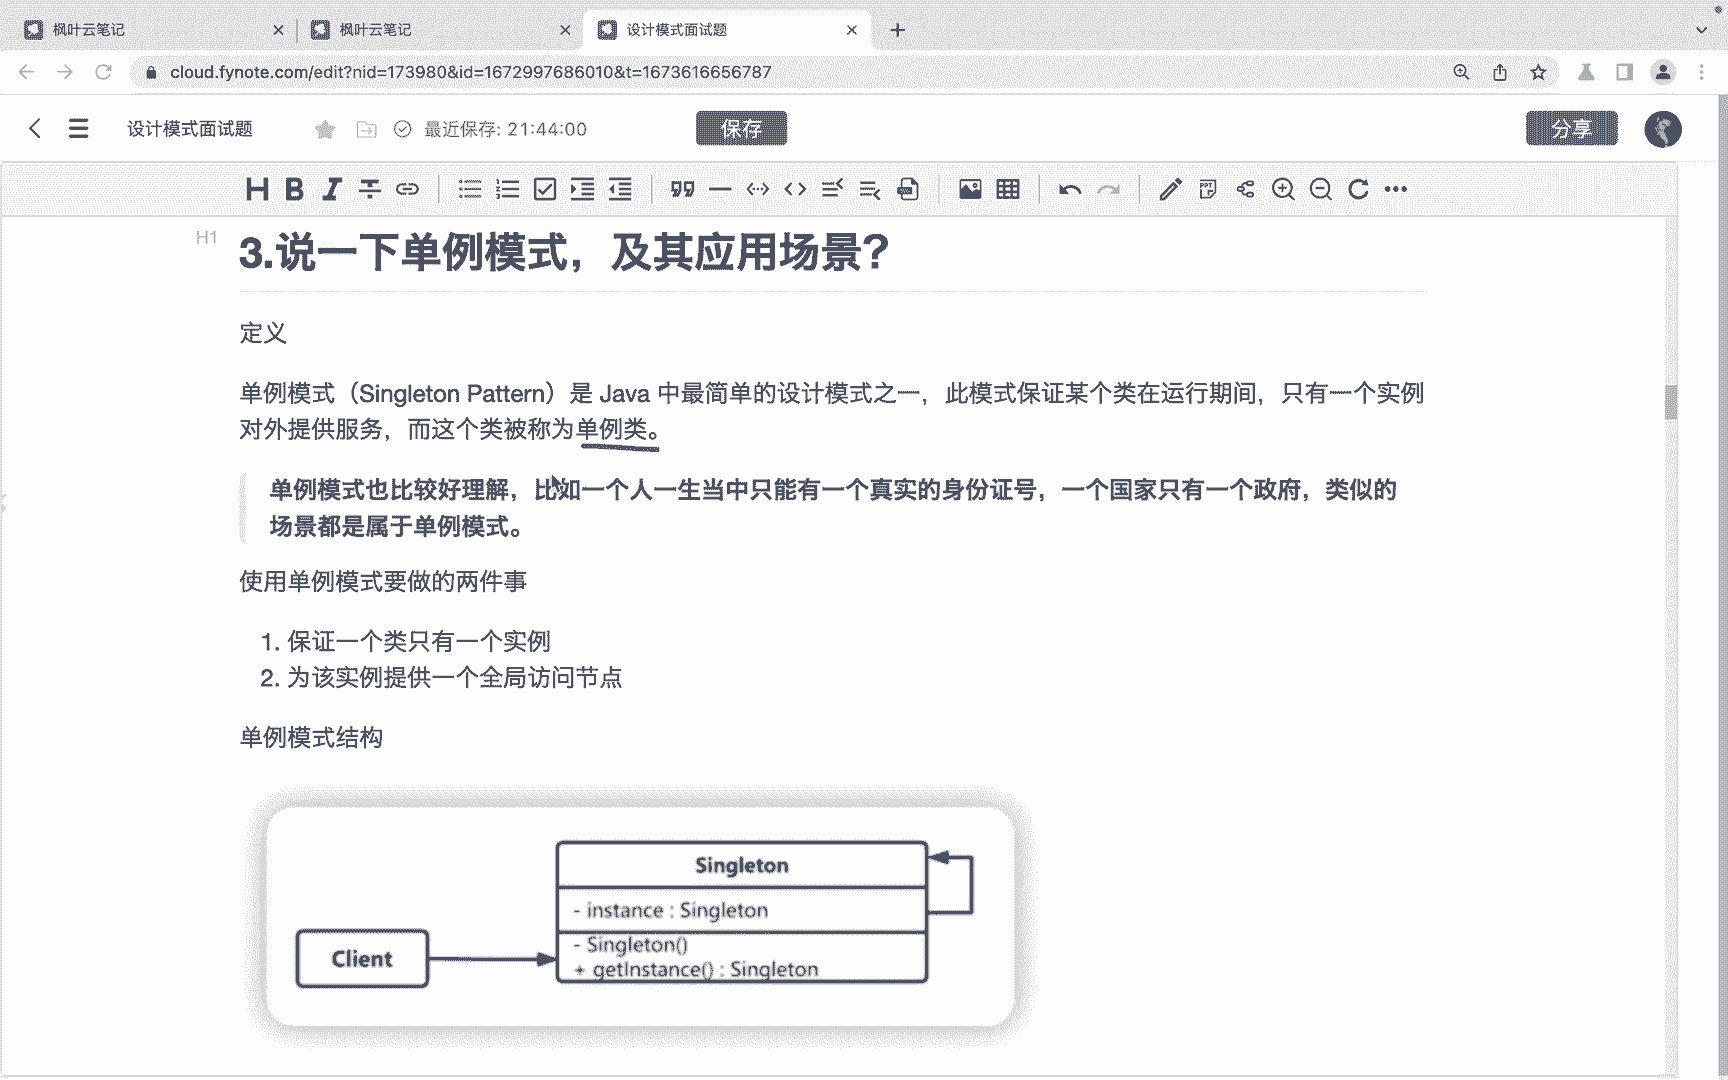 枫叶云笔记
枫叶云笔记
设计模式面试题
cloud.fynote.com/edit?nid=173980&id=1672997686010&t=1673616656787
设计模式面试题
最近保存: 21:44:00
保存
分享
H1
3.说一下单例模式，及其应用场景?
定义
单例模式（Singleton Pattern）是 Java 中最简单的设计模式之一，此模式保证某个类在运行期间，只有一个实例
对外提供服务，而这个类被称为单例类。
单例模式也比较好理解，比如一个人一生当中只能有一个真实的身份证号，一个国家只有一个政府，类似的
场景都是属于单例模式。
使用单例模式要做的两件事
1. 保证一个类只有一个实例
2. 为该实例提供一个全局访问节点
单例模式结构
Singleton
- instance : Singleton
- Singleton()
+ getInstance() : Singleton
Client